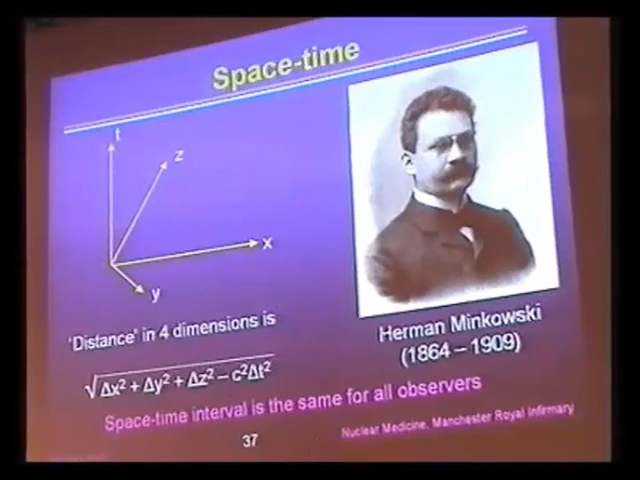 Space-time
t
z
x
y
'Distance' in 4 dimensions is
√Δx² + Δy² + Δz² – c²Δt²
Herman Minkowski
(1864 – 1909)
Space-time interval is the same for all observers
37
Nuclear Medicine, Manchester Royal Infirmary